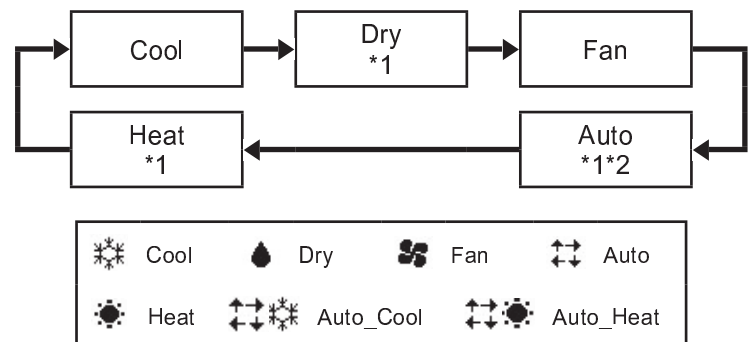 Cool
Dry
*1
Fan
Heat
*1
Auto
*1*2
Cool Dry Fan Auto
Heat Auto_Cool Auto_Heat